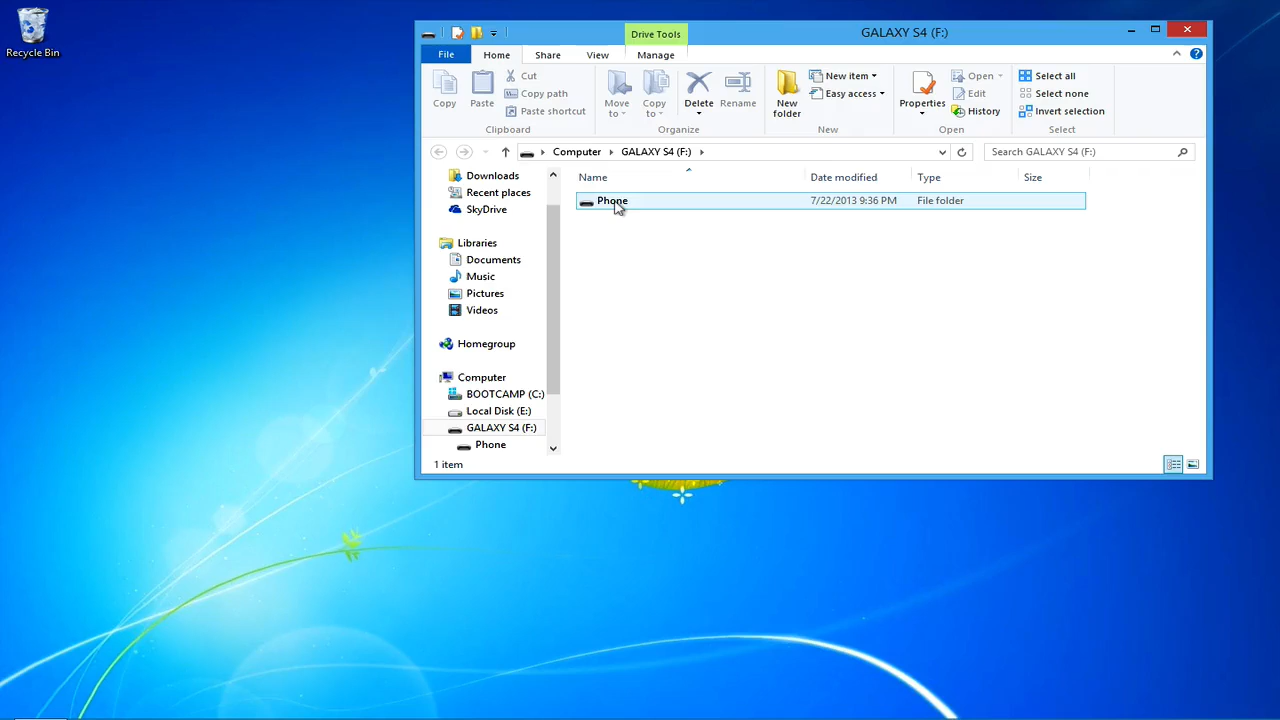 Recycle Bin
Drive Tools
GALAXY S4 (F:)
File Home Share View Manage
Copy
Paste
Cut
Copy path
Paste shortcut
Clipboard
Move to
Copy to
Delete
Rename
Organize
New folder
New item
Easy access
New
Properties
Open
Edit
History
Open
Select all
Select none
Invert selection
Select
Computer GALAXY S4 (F:)
Search GALAXY S4 (F:)
Downloads
Recent places
SkyDrive
Libraries
Documents
Music
Pictures
Videos
Homegroup
Computer
BOOTCAMP (C:)
Local Disk (E:)
GALAXY S4 (F:)
Phone
Name Date modified Type Size
Phone 7/22/2013 9:36 PM File folder
1 item